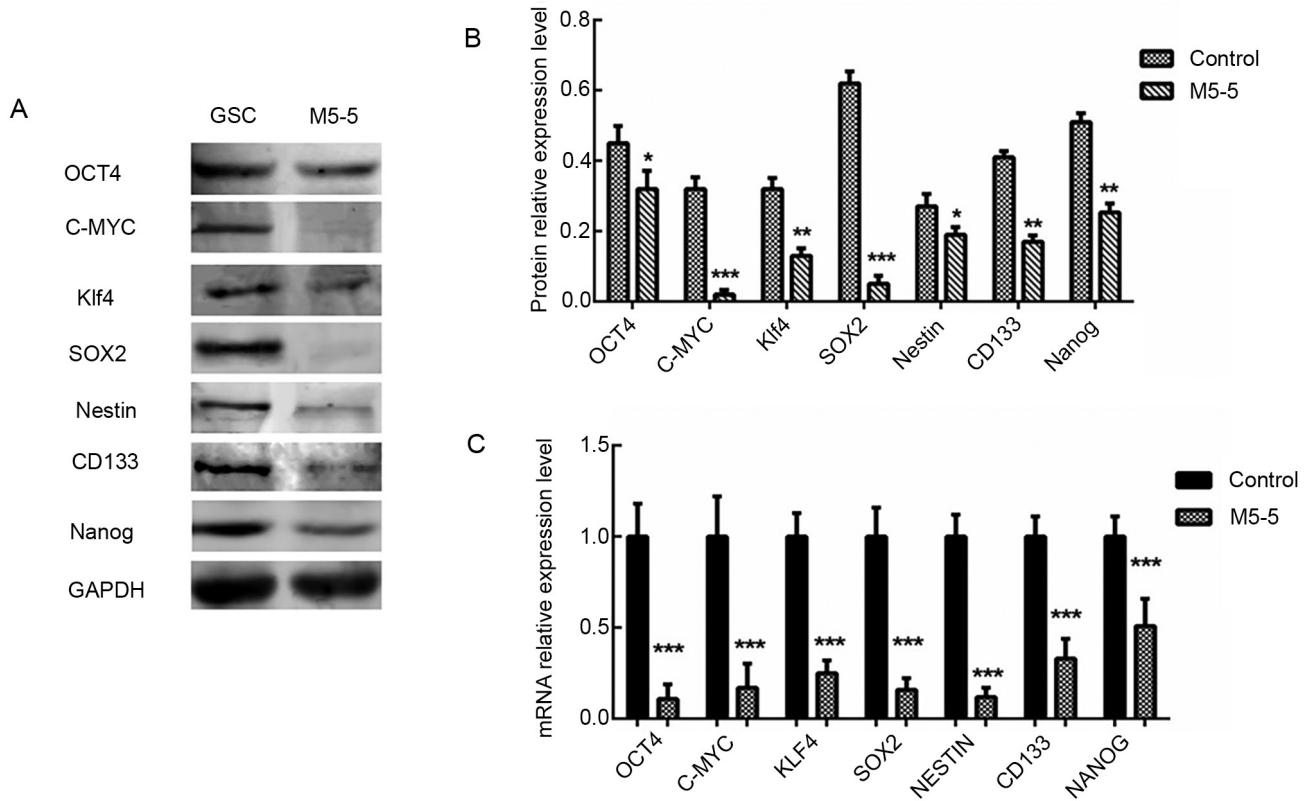 A
GSC M5-5
OCT4
C-MYC
Klf4
SOX2
Nestin
CD133
Nanog
GAPDH
B
Protein relative expression level
0.8
0.6
0.4
0.2
0.0
* *** ** *** * ** **
OCT4 C-MYC Klf4 SOX2 Nestin CD133 Nanog
Control
M5-5
C
mRNA relative expression level
1.5
1.0
0.5
0.0
*** *** *** *** *** *** ***
OCT4 C-MYC KLF4 SOX2 NESTIN CD133 NANOG
Control
M5-5